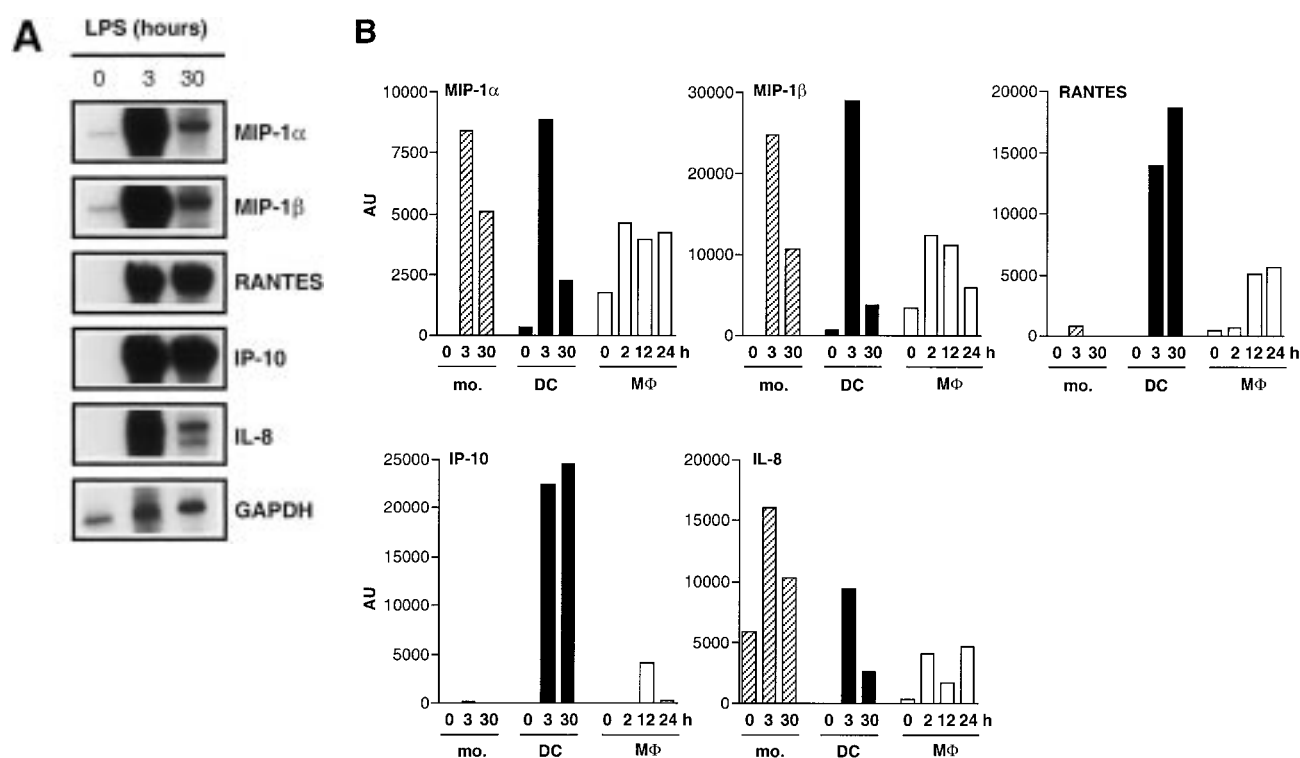 A
LPS (hours)
0 3 30
MIP-1α
MIP-1β
RANTES
IP-10
IL-8
GAPDH
B
MIP-1α
10000
7500
5000
2500
0
AU
0 3 30 0 3 30 0 2 12 24 h
mo. DC MΦ
MIP-1β
30000
20000
10000
0
0 3 30 0 3 30 0 2 12 24 h
mo. DC MΦ
RANTES
20000
15000
10000
5000
0
0 3 30 0 3 30 0 2 12 24 h
mo. DC MΦ
IP-10
25000
20000
15000
10000
5000
0
AU
0 3 30 0 3 30 0 2 12 24 h
mo. DC MΦ
IL-8
20000
15000
10000
5000
0
0 3 30 0 3 30 0 2 12 24 h
mo. DC MΦ